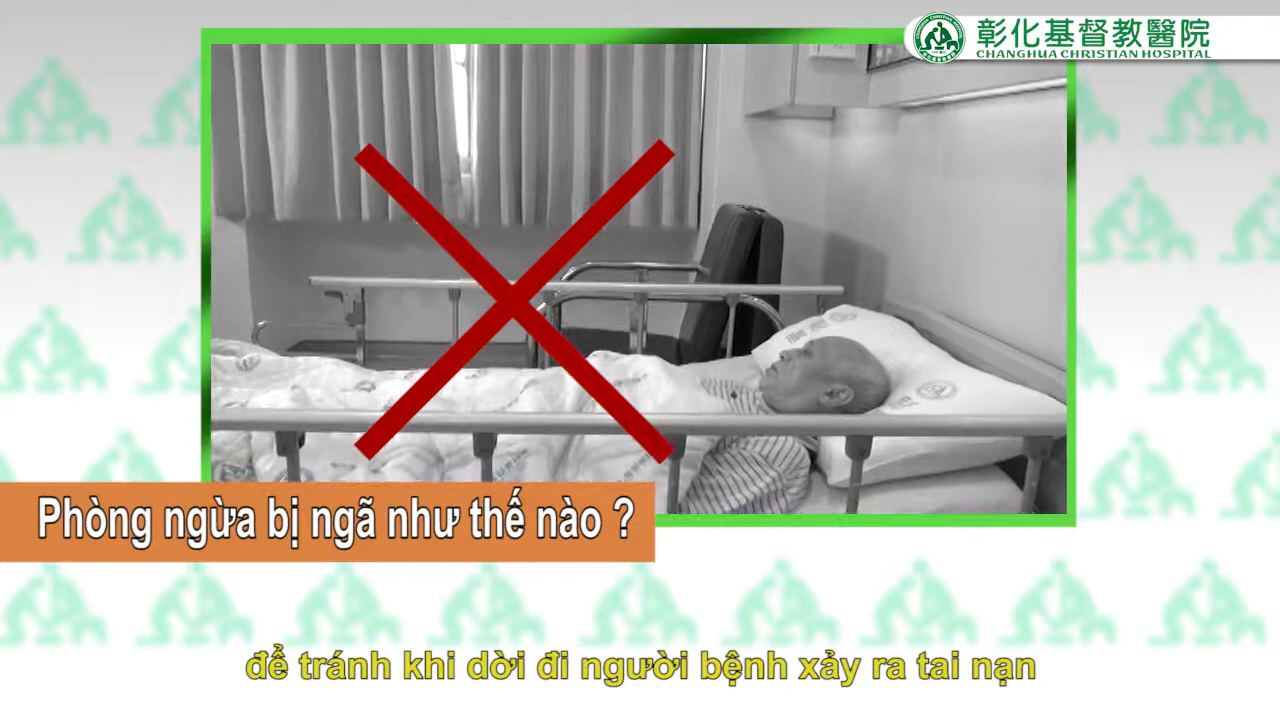 彰化基督教醫院
CHANGHUA CHRISTIAN HOSPITAL
Phòng ngừa bị ngã như thế nào ?
để tránh khi dời đi người bệnh xảy ra tai nạn